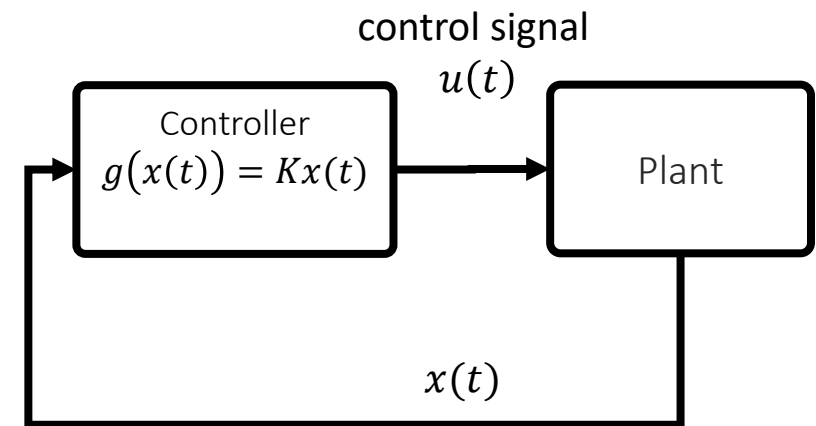 control signal
u(t)
Controller
g(x(t)) = Kx(t)
Plant
x(t)